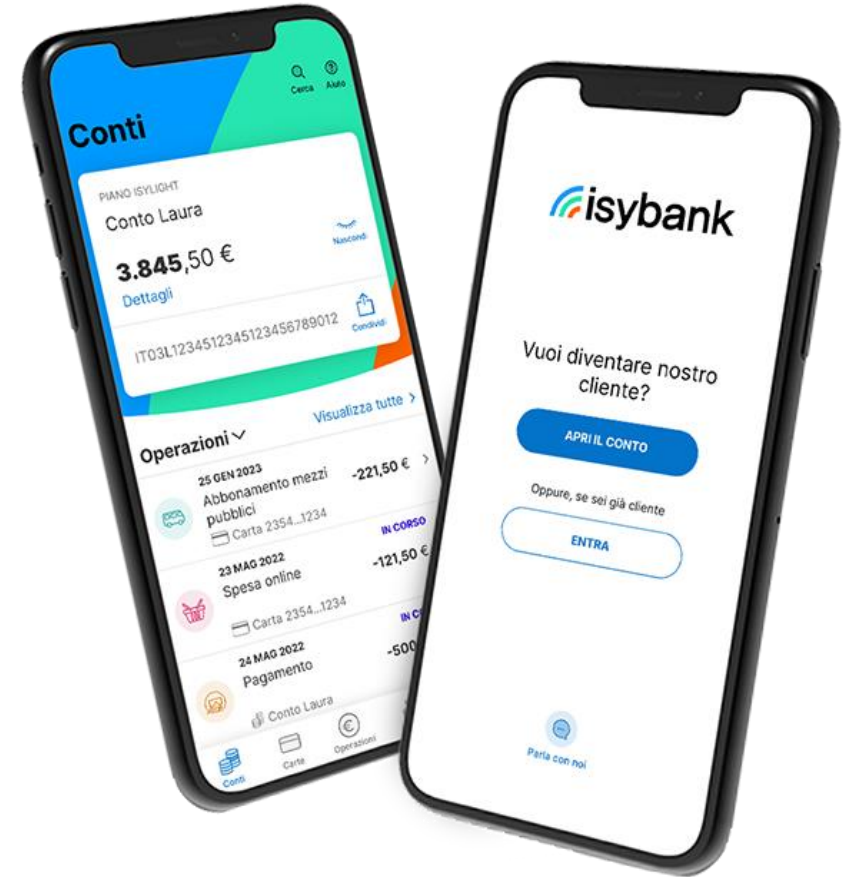 Cerca
Aiuto
Conti
PIANO ISYLIGHT
Conto Laura
3.845,50 €
Nascondi
Dettagli
IT03L1234512345123456789012
Condividi
Operazioni
Visualizza tutte >
25 GEN 2023
Abbonamento mezzi
pubblici
-221,50 € >
Carta 2354...1234
IN CORSO
23 MAG 2022
Spesa online
-121,50 €
Carta 2354...1234
24 MAG 2022
Pagamento
-500
Conto Laura
Conti
Carte
Operazioni
isybank
Vuoi diventare nostro
cliente?
APRI IL CONTO
Oppure, se sei già cliente
ENTRA
Parla con noi